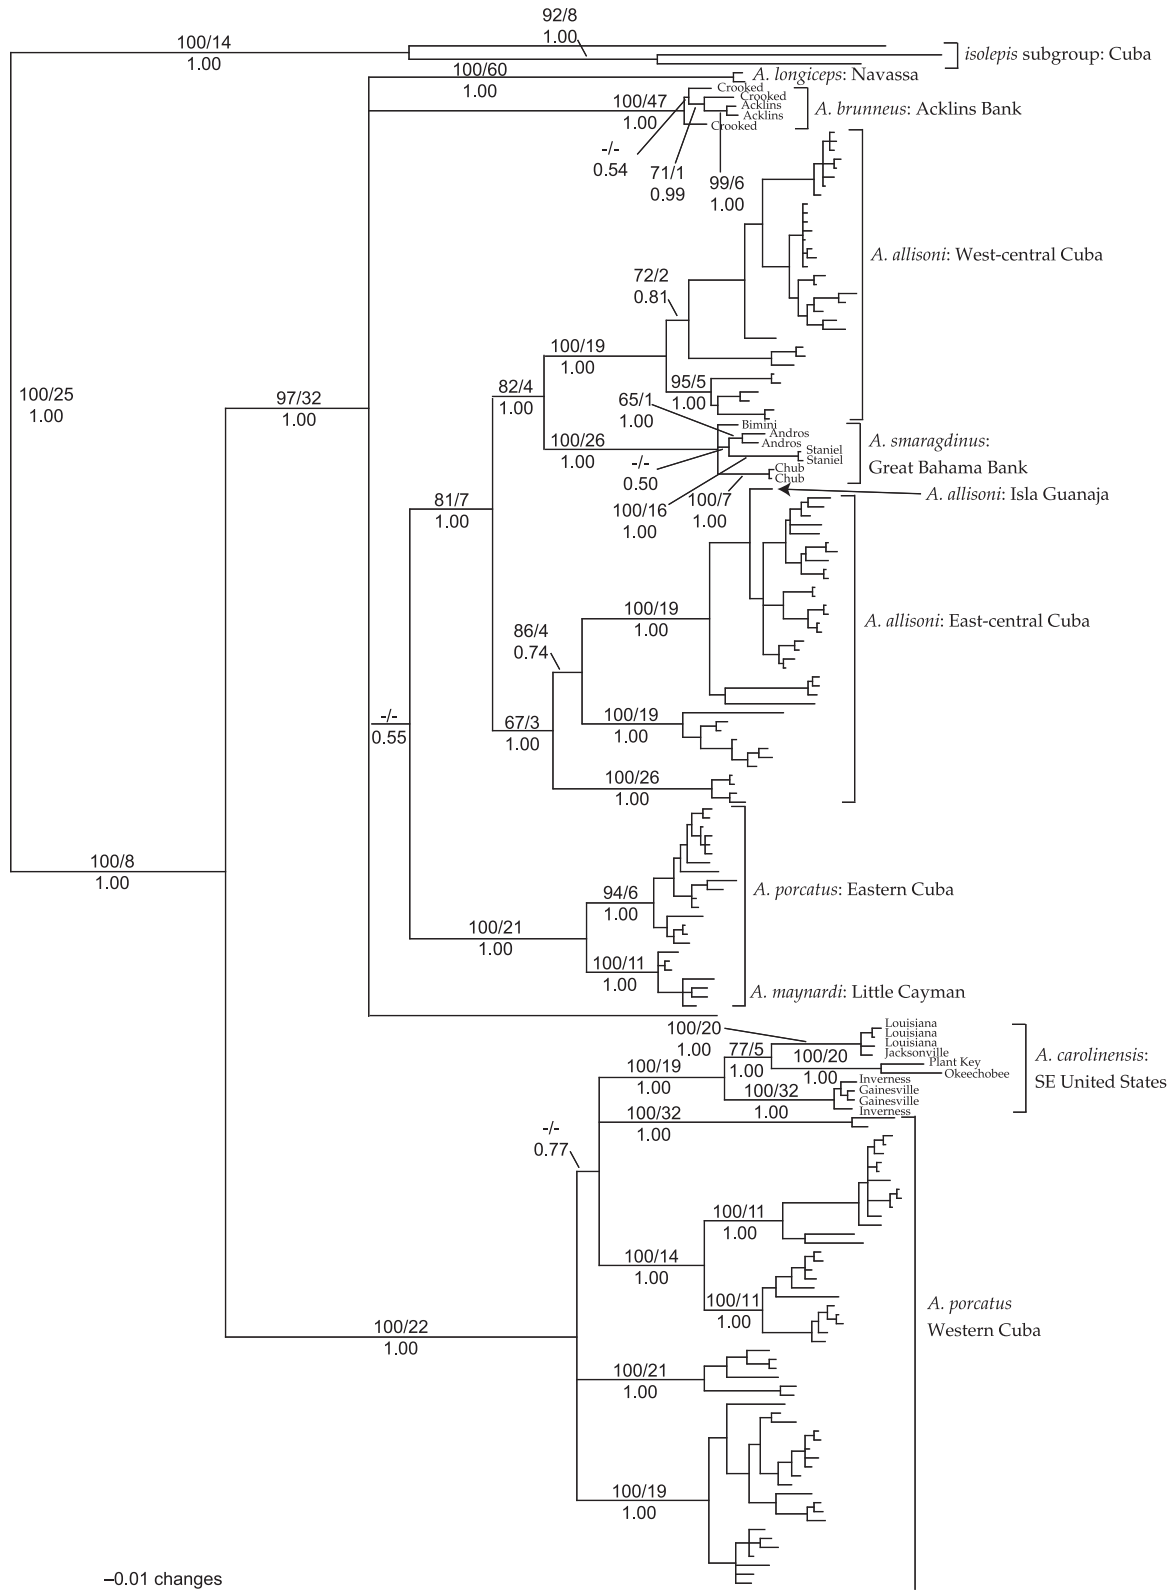 92/8
1.00
100/14
1.00
isolepis subgroup: Cuba
100/60
1.00
A. longiceps: Navassa
Crooked
Crooked
Acklins
Acklins
Crooked
100/47
1.00
A. brunneus: Acklins Bank
-/-
0.54
71/1
0.99
99/6
1.00
A. allisoni: West-central Cuba
72/2
0.81
100/19
1.00
82/4
1.00
95/5
1.00
65/1
1.00
100/25
1.00
97/32
1.00
100/26
1.00
-/-
0.50
Bimini
Andros
Andros
Staniel
Staniel
Chub
Chub
A. smaragdinus:
Great Bahama Bank
100/16
1.00
100/7
1.00
A. allisoni: Isla Guanaja
81/7
1.00
100/19
1.00
A. allisoni: East-central Cuba
86/4
0.74
-/-
0.55
67/3
1.00
100/19
1.00
100/26
1.00
100/8
1.00
94/6
1.00
A. porcatus: Eastern Cuba
100/21
1.00
100/11
1.00
A. maynardi: Little Cayman
100/20
1.00
Louisiana
Louisiana
Louisiana
Jacksonville
Plant Key
Okeechobee
Inverness
Gainesville
Gainesville
Inverness
A. carolinensis:
SE United States
77/5
1.00
100/20
1.00
100/19
1.00
100/32
1.00
100/32
1.00
-/-
0.77
100/11
1.00
100/14
1.00
100/11
1.00
A. porcatus
Western Cuba
100/22
1.00
100/21
1.00
100/19
1.00
–0.01 changes